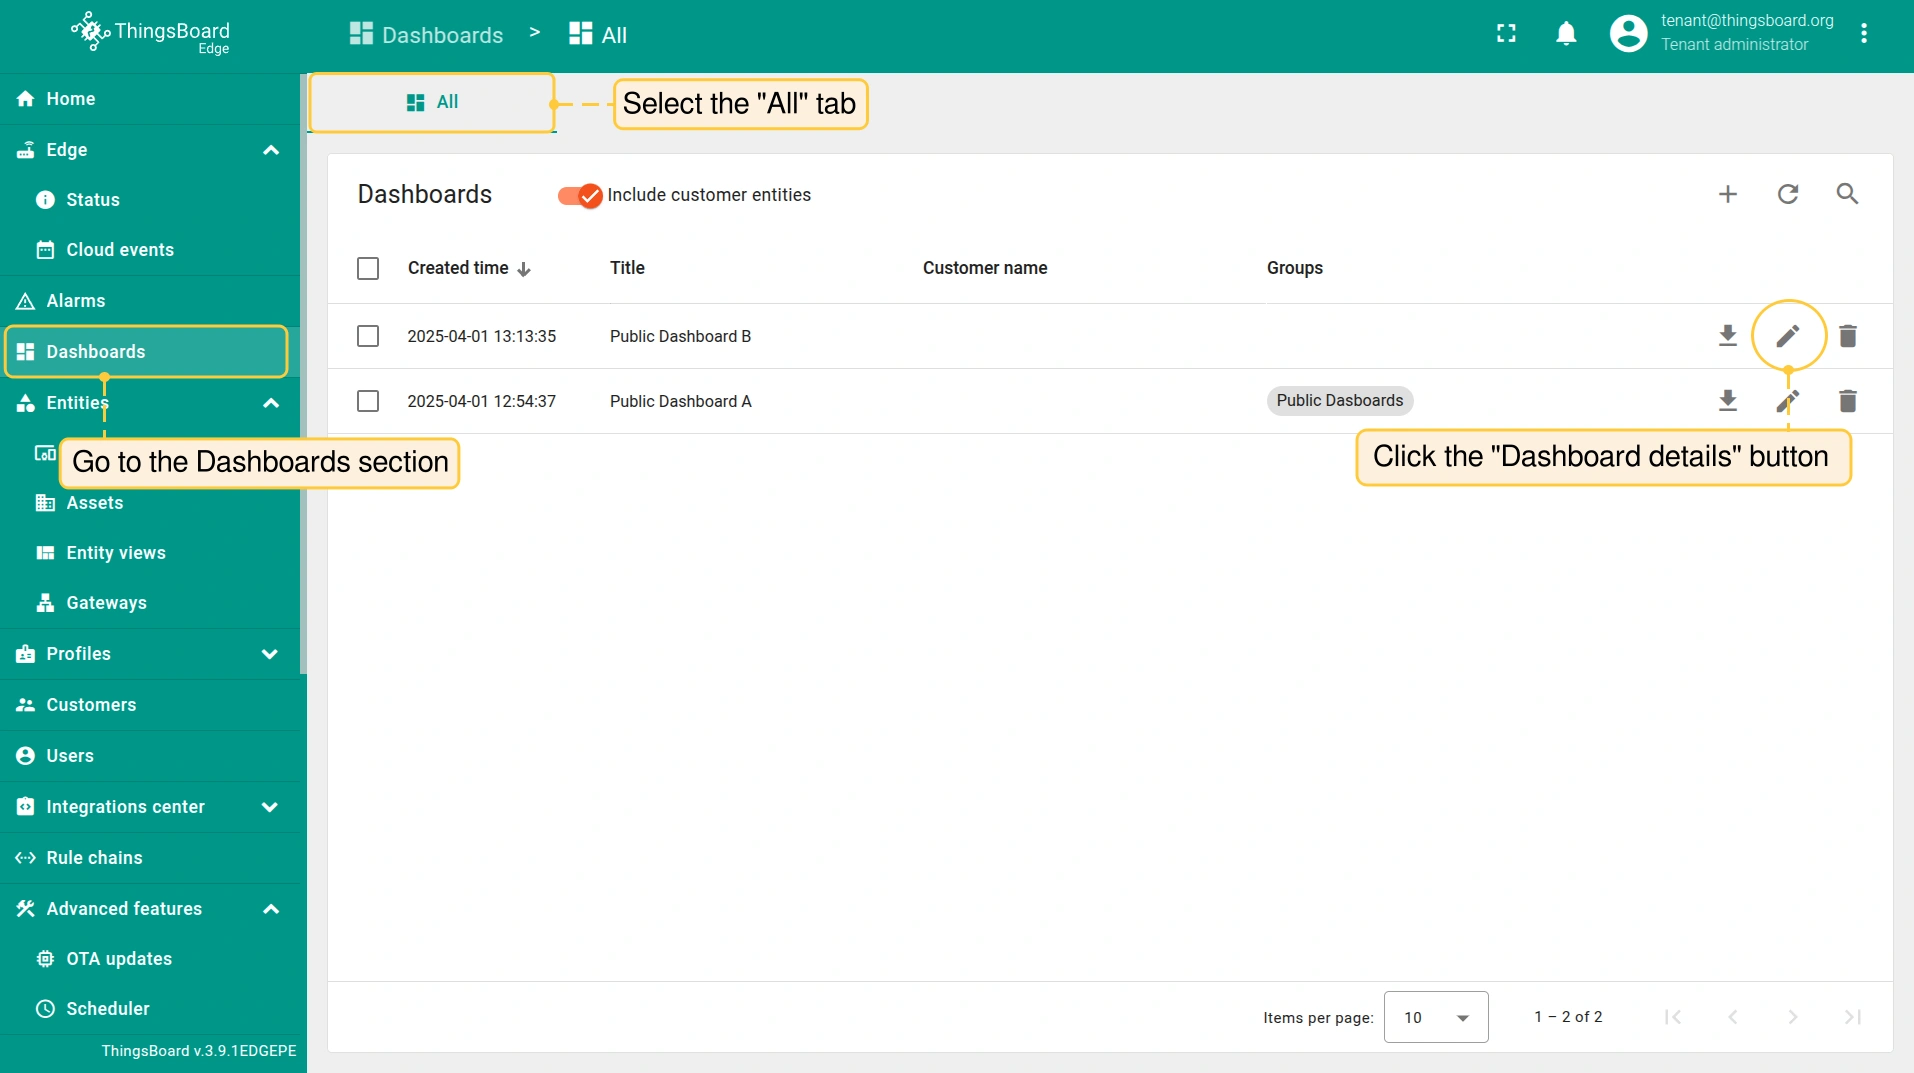 ThingsBoard
Edge
Dashboards > All
tenant@thingsboard.org
Tenant administrator
Home
Edge
Status
Cloud events
Alarms
Dashboards
Entities
Go to the Dashboards section
Assets
Entity views
Gateways
Profiles
Customers
Users
Integrations center
Rule chains
Advanced features
OTA updates
Scheduler
ThingsBoard v.3.9.1EDGEPE
All
Select the "All" tab
Dashboards
Include customer entities
Created time Title Customer name Groups
2025-04-01 13:13:35 Public Dashboard B
2025-04-01 12:54:37 Public Dashboard A Public Dasboards
Click the "Dashboard details" button
Items per page: 10 1 – 2 of 2